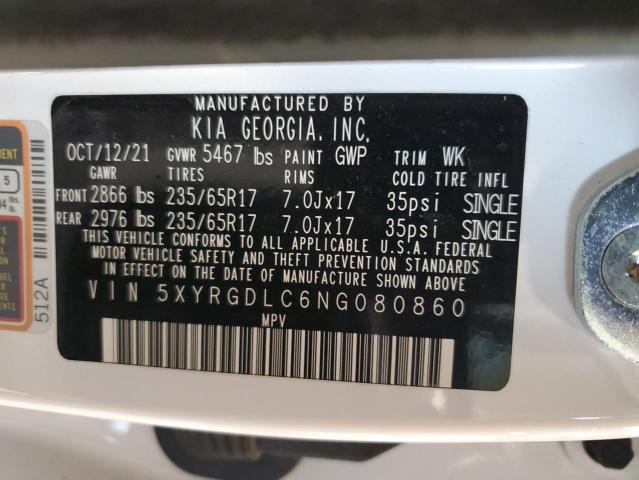 MANUFACTURED BY
KIA GEORGIA, INC.
OCT/12/21 GVWR 5467 lbs PAINT GWP TRIM WK
GAWR TIRES RIMS COLD TIRE INFL
FRONT 2866 lbs 235/65R17 7.0Jx17 35psi SINGLE
REAR 2976 lbs 235/65R17 7.0Jx17 35psi SINGLE
THIS VEHICLE CONFORMS TO ALL APPLICABLE U.S.A. FEDERAL
MOTOR VEHICLE SAFETY AND THEFT PREVENTION STANDARDS
IN EFFECT ON THE DATE OF MANUFACTURE SHOWN ABOVE
VIN 5XYRGDLC6NG080860
MPV
5
512A